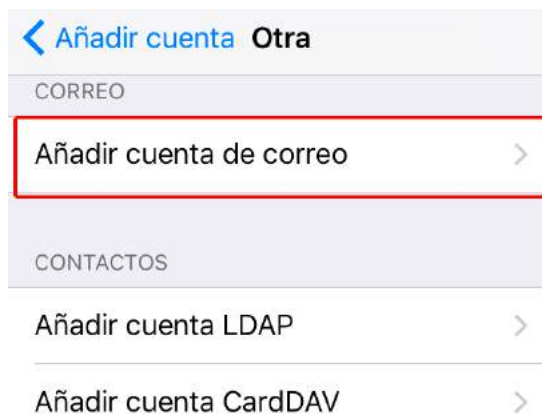 Añadir cuenta Otra
CORREO
Añadir cuenta de correo
CONTACTOS
Añadir cuenta LDAP
Añadir cuenta CardDAV